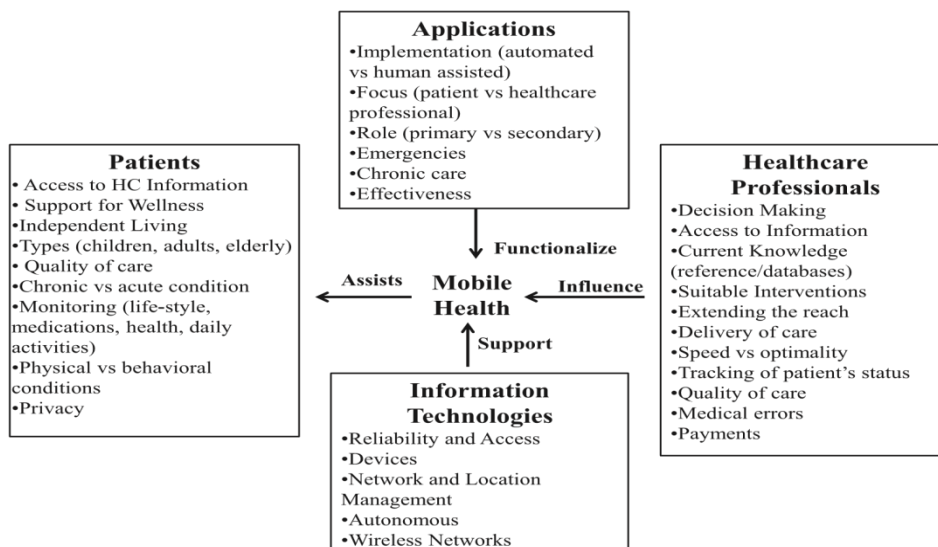 Applications
•Implementation (automated
vs human assisted)
•Focus (patient vs healthcare
professional)
•Role (primary vs secondary)
•Emergencies
•Chronic care
•Effectiveness
Patients
• Access to HC Information
• Support for Wellness
•Independent Living
•Types (children, adults, elderly)
• Quality of care
•Chronic vs acute condition
•Monitoring (life-style,
medications, health, daily
activities)
•Physical vs behavioral
conditions
•Privacy
Functionalize
Assists
Mobile
Health
Influence
Support
Healthcare
Professionals
•Decision Making
•Access to Information
•Current Knowledge
(reference/databases)
•Suitable Interventions
•Extending the reach
•Delivery of care
•Speed vs optimality
•Tracking of patient’s status
•Quality of care
•Medical errors
•Payments
Information
Technologies
•Reliability and Access
•Devices
•Network and Location
Management
•Autonomous
•Wireless Networks